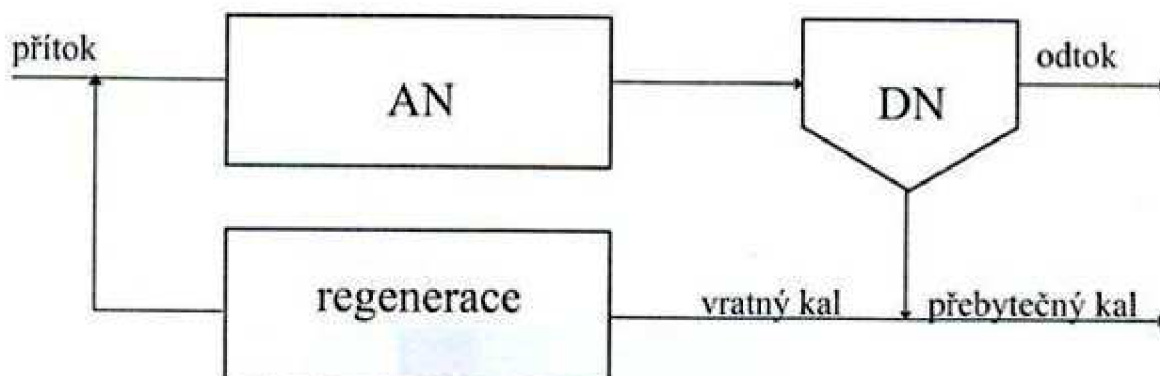 přítok
AN
DN
odtok
regenerace
vratný kal
přebytečný kal